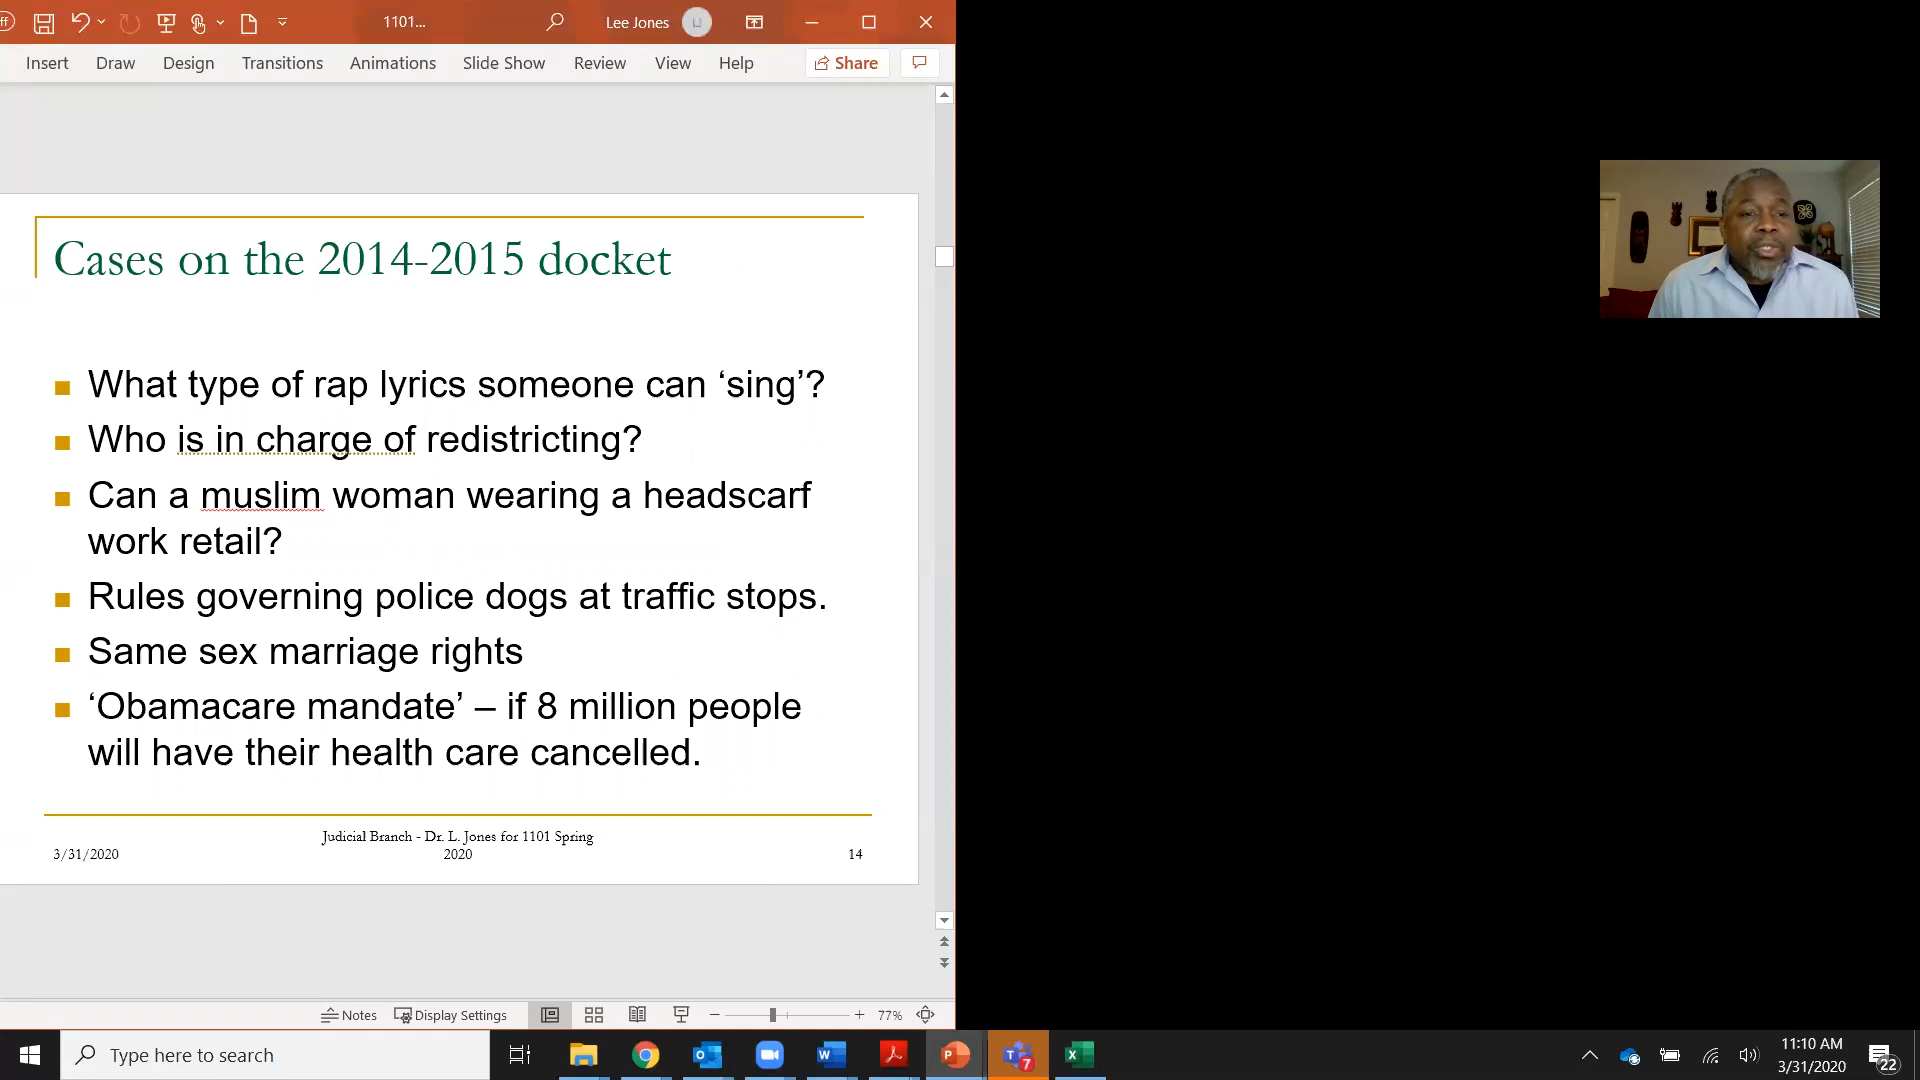 ff
1101...
Lee Jones
LJ
Insert
Draw
Design
Transitions
Animations
Slide Show
Review
View
Help
Share
Cases on the 2014-2015 docket
What type of rap lyrics someone can ‘sing’?
Who is in charge of redistricting?
Can a muslim woman wearing a headscarf
work retail?
Rules governing police dogs at traffic stops.
Same sex marriage rights
‘Obamacare mandate’ – if 8 million people
will have their health care cancelled.
3/31/2020
Judicial Branch - Dr. L. Jones for 1101 Spring
2020
14
Notes
Display Settings
77%
Type here to search
W
P
T
7
X
11:10 AM
3/31/2020
22